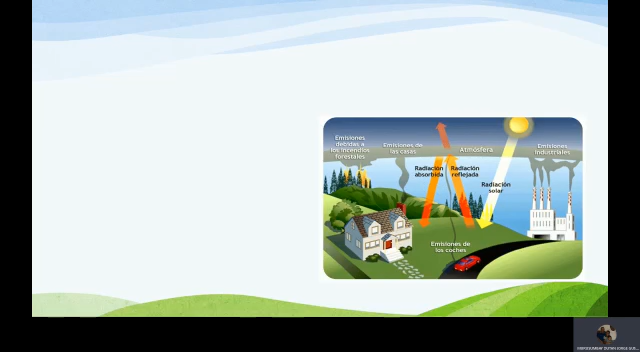 Emisiones
debidas a
los incendios
forestales
Emisiones de
las casas
Atmósfera
Emisiones
industriales
Radiación
absorbida
Radiación
reflejada
Radiación
solar
Emisiones de
los coches